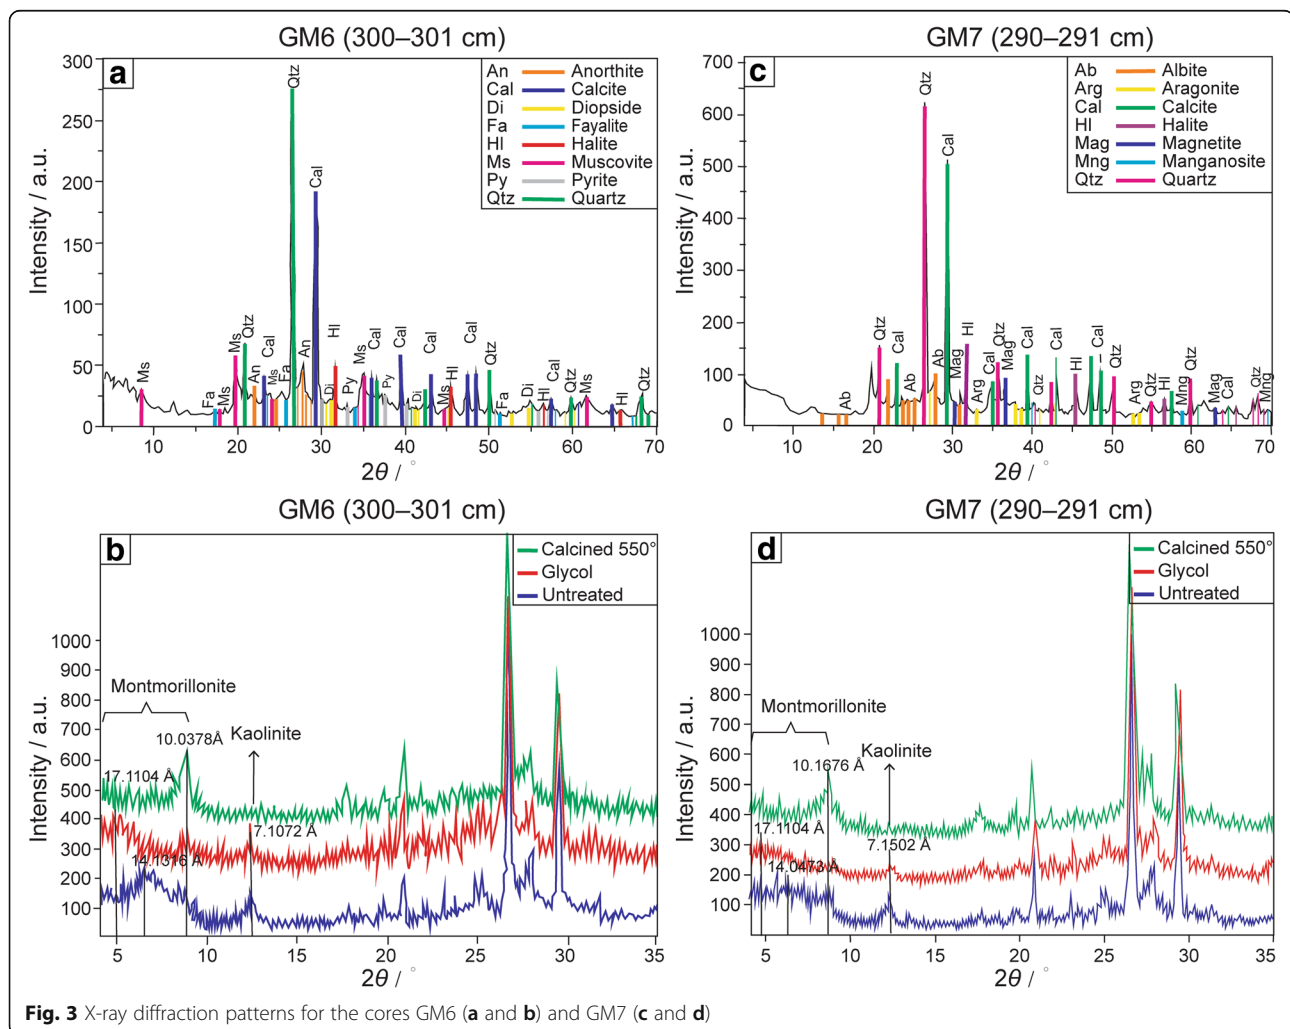 GM6 (300–301 cm)
a
Intensity / a.u.
300
250
200
150
100
50
0
10 20 30 40 50 60 70
2θ / °
An Anorthite
Cal Calcite
Di Diopside
Fa Fayalite
Hl Halite
Ms Muscovite
Py Pyrite
Qtz Quartz
Ms Fa Ms Ms Qtz An Cal Ms Fa Qtz An Cal Di Hl Py Ms Cal Py Cal Di Cal Ms Hl Cal Qtz Fa Di Hl Cal Qtz Ms Hl Qtz
GM7 (290–291 cm)
c
Intensity / a.u.
700
600
500
400
300
200
100
0
10 20 30 40 50 60 70
2θ / °
Ab Albite
Arg Aragonite
Cal Calcite
Hl Halite
Mag Magnetite
Mng Manganosite
Qtz Quartz
Ab Qtz Cal Ab Qtz Ab Cal Mag Hl Arg Cal Qtz Mag Cal Qtz Cal Hl Cal Qtz Arg Qtz Hl Mng Qtz Mag Cal Qtz Mng
GM6 (300–301 cm)
b
Intensity / a.u.
Calcined 550°
Glycol
Untreated
1000
900
800
700
600
500
400
300
200
100
Montmorillonite
10.0378Å
Kaolinite
17.1104 Å
7.1072 Å
14.1316 Å
5 10 15 20 25 30 35
2θ / °
GM7 (290–291 cm)
d
Intensity / a.u.
Calcined 550°
Glycol
Untreated
1000
900
800
700
600
500
400
300
200
100
Montmorillonite
Kaolinite
10.1676 Å
17.1104 Å
7.1502 Å
14.0473 Å
5 10 15 20 25 30 35
2θ / °
Fig. 3 X-ray diffraction patterns for the cores GM6 (a and b) and GM7 (c and d)